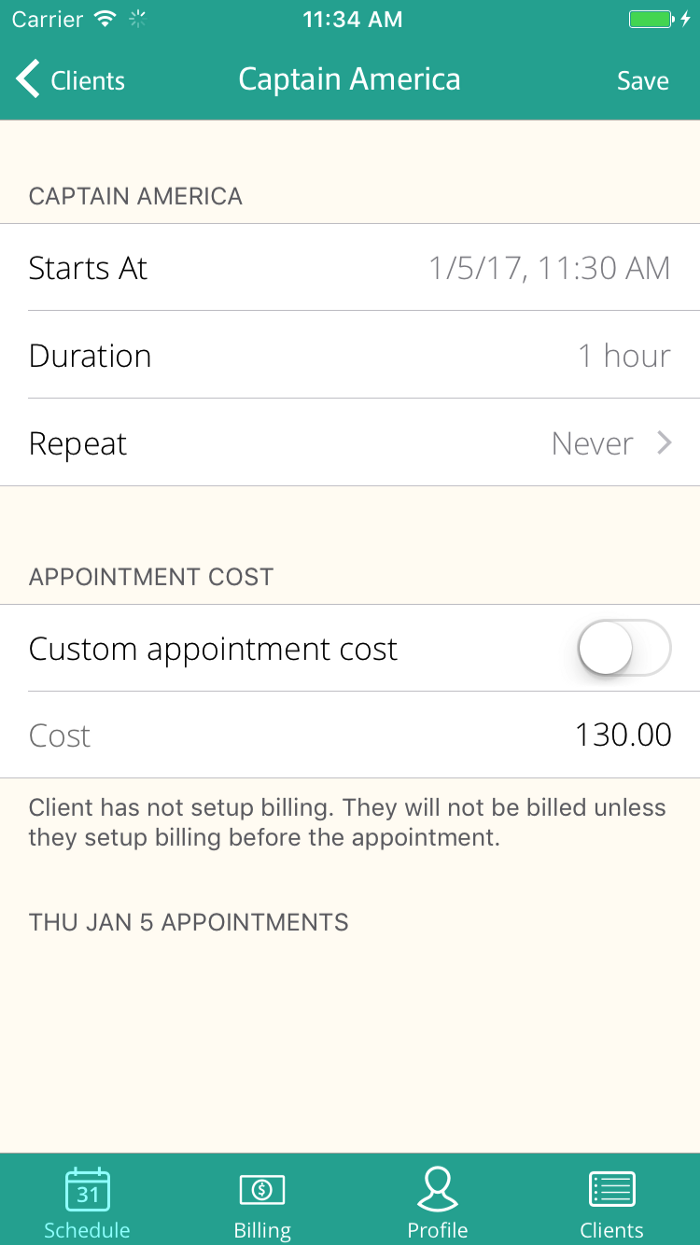 Carrier 11:34 AM
Clients Captain America Save
CAPTAIN AMERICA
Starts At 1/5/17, 11:30 AM
Duration 1 hour
Repeat Never
APPOINTMENT COST
Custom appointment cost
Cost 130.00
Client has not setup billing. They will not be billed unless
they setup billing before the appointment.
THU JAN 5 APPOINTMENTS
31 $
Schedule Billing Profile Clients